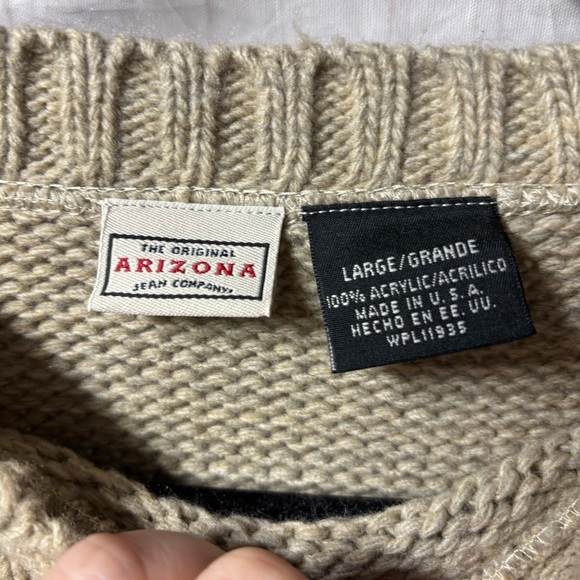 THE ORIGINAL
ARIZONA
JEAN COMPANY.
LARGE/GRANDE
100% ACRYLIC/ACRILICO
MADE IN U.S.A.
HECHO EN EE. UU.
WPL11935